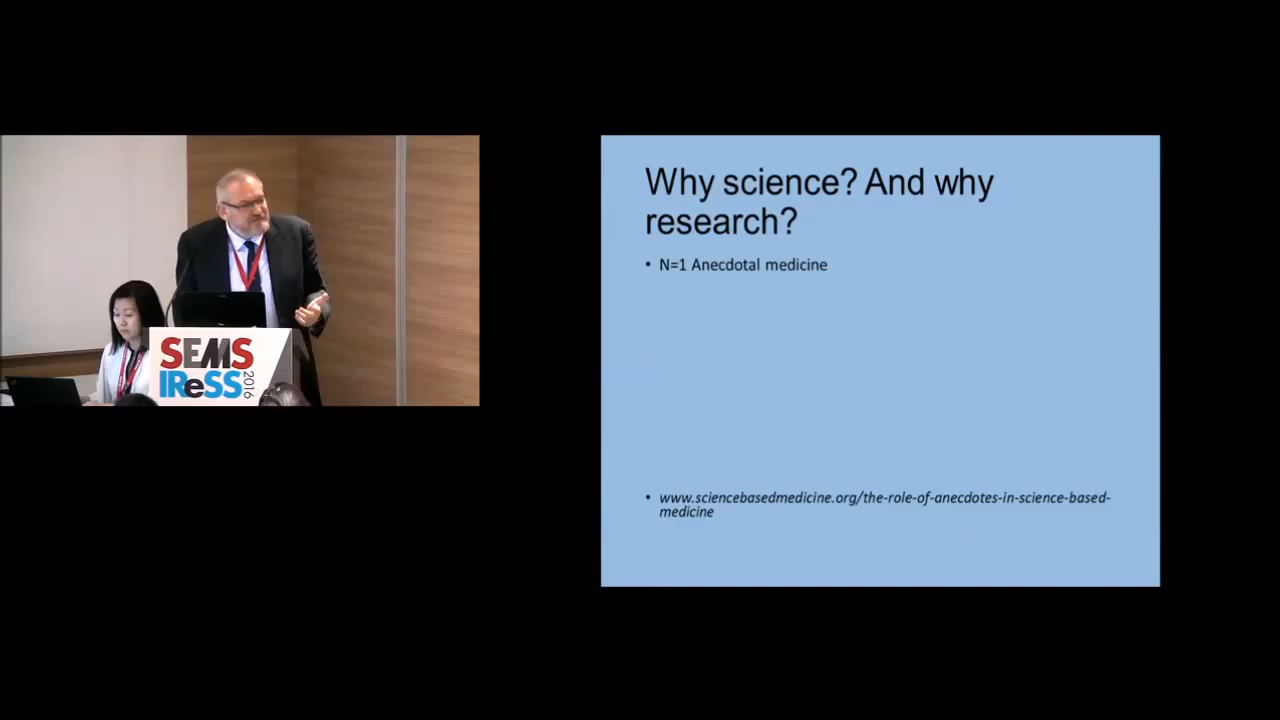 SEMS
IReSS
2016
Why science? And why
research?
• N=1 Anecdotal medicine
• www.sciencebasedmedicine.org/the-role-of-anecdotes-in-science-based-
medicine